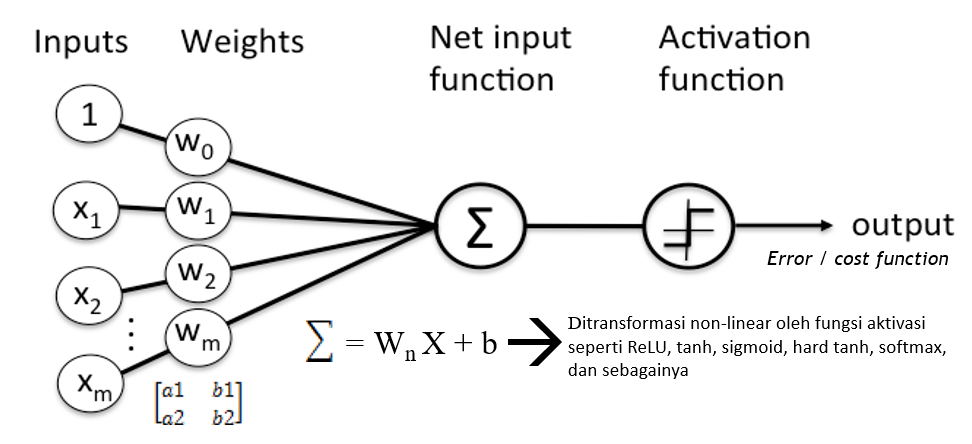 Inputs Weights Net input function Activation function
1
w0
x1 w1
Σ
output
Error / cost function
x2 w2
⋮
wm
xm
Σ = Wn X + b → Ditransformasi non-linear oleh fungsi aktivasi
seperti ReLU, tanh, sigmoid, hard tanh, softmax,
dan sebagainya
[a1 b1]
[a2 b2]